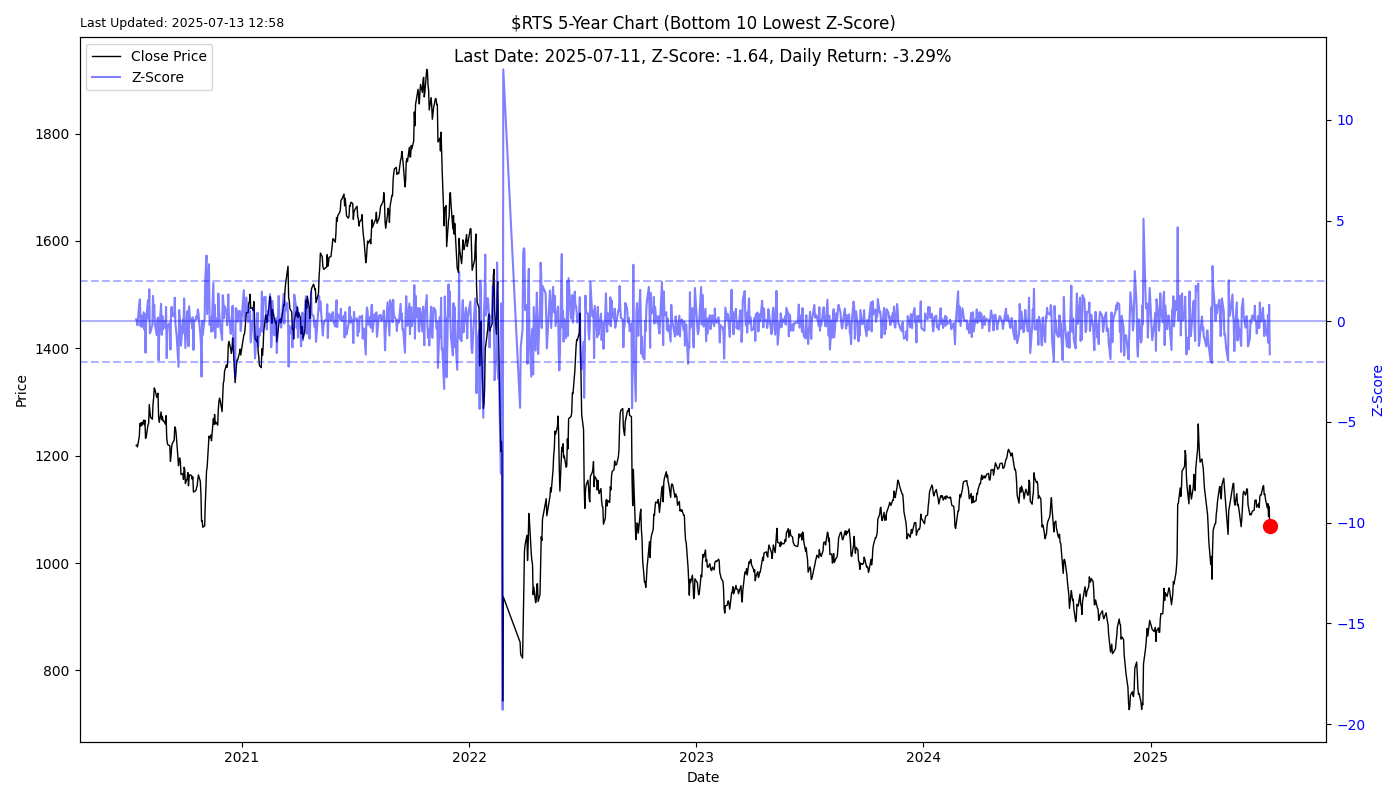 Last Updated: 2025-07-13 12:58
$RTS 5-Year Chart (Bottom 10 Lowest Z-Score)
Last Date: 2025-07-11, Z-Score: -1.64, Daily Return: -3.29%
Close Price
Z-Score
Price
1800
1600
1400
1200
1000
800
10
5
0
−5
−10
−15
−20
Z-Score
2021
2022
2023
2024
2025
Date